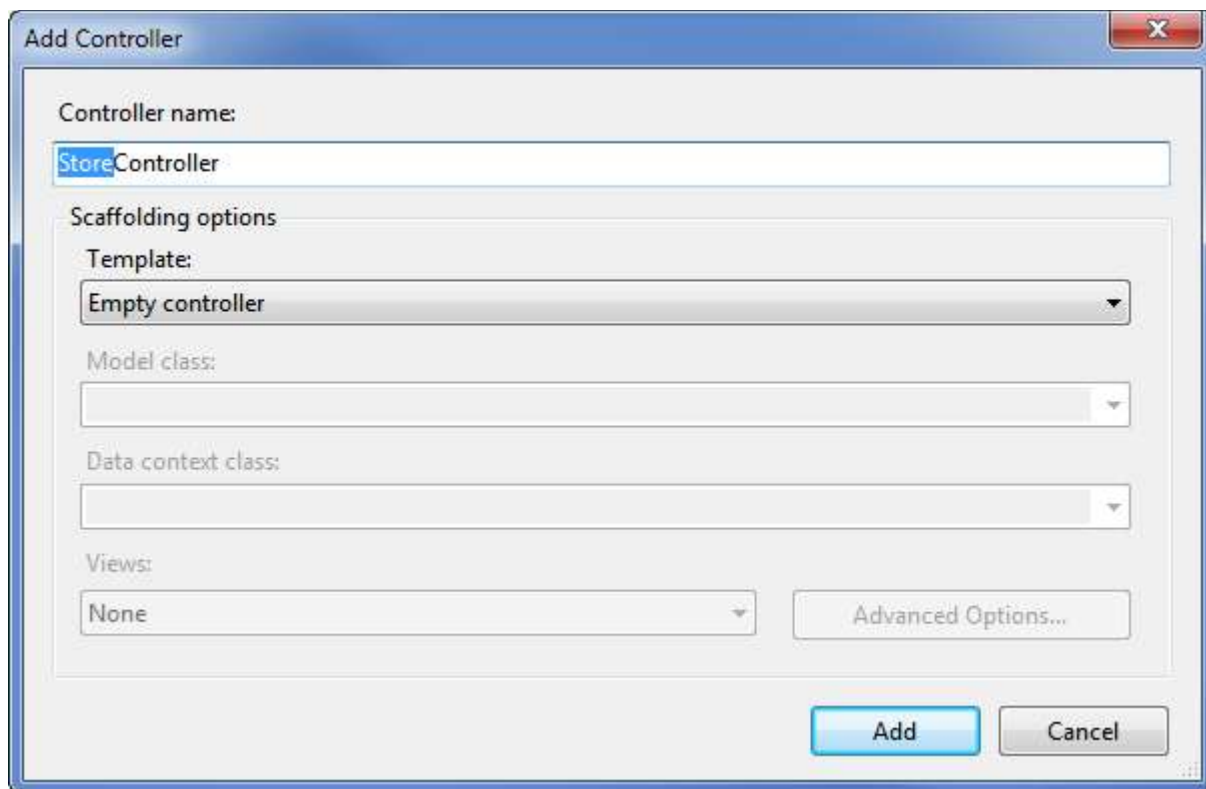 Add Controller
Controller name:
StoreController
Scaffolding options
Template:
Empty controller
Model class:
Data context class:
Views:
None
Advanced Options...
Add
Cancel